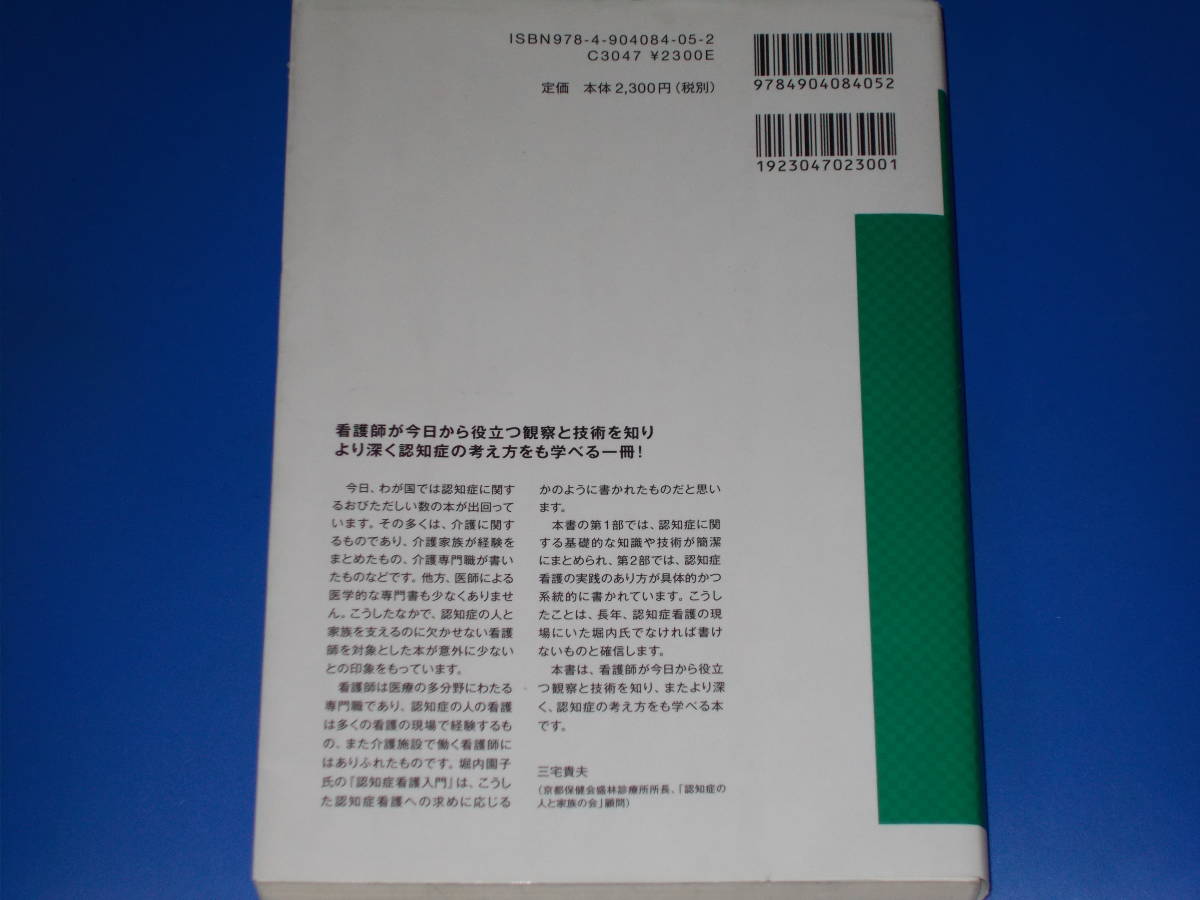 ISBN978-4-904084-05-2
C3047 ¥2300E
定価 本体2,300円(税別)
9784904084052
1923047023001
看護師が今日から役立つ観察と技術を知り
より深く認知症の考え方をも学べる一冊!
今日、わが国では認知症に関す
るおびただしい数の本が出回って
います。その多くは、介護に関す
るものであり、介護家族が経験を
まとめたもの、介護専門職が書い
たものなどです。他方、医師による
医学的な専門書も少なくありませ
ん。こうしたなかで、認知症の人と
家族を支えるのに欠かせない看護
師を対象とした本が意外に少ない
との印象をもっています。
看護師は医療の多分野にわたる
専門職であり、認知症の人の看護
は多くの看護の現場で経験するも
の、また介護施設で働く看護師に
はありふれたものです。堀内園子
氏の『認知症看護入門』は、こうし
た認知症看護への求めに応じる
かのように書かれたものだと思い
ます。
本書の第1部では、認知症に関
する基礎的な知識や技術が簡潔
にまとめられ、第2部では、認知症
看護の実践のあり方が具体的かつ
系統的に書かれています。こうし
たことは、長年、認知症看護の現
場にいた堀内氏でなければ書け
ないものと確信します。
本書は、看護師が今日から役立
つ観察と技術を知り、またより深
く、認知症の考え方をも学べる本
です。
三宅貴夫
(京都保健会盛林診療所所長、「認知症の
人と家族の会」顧問)